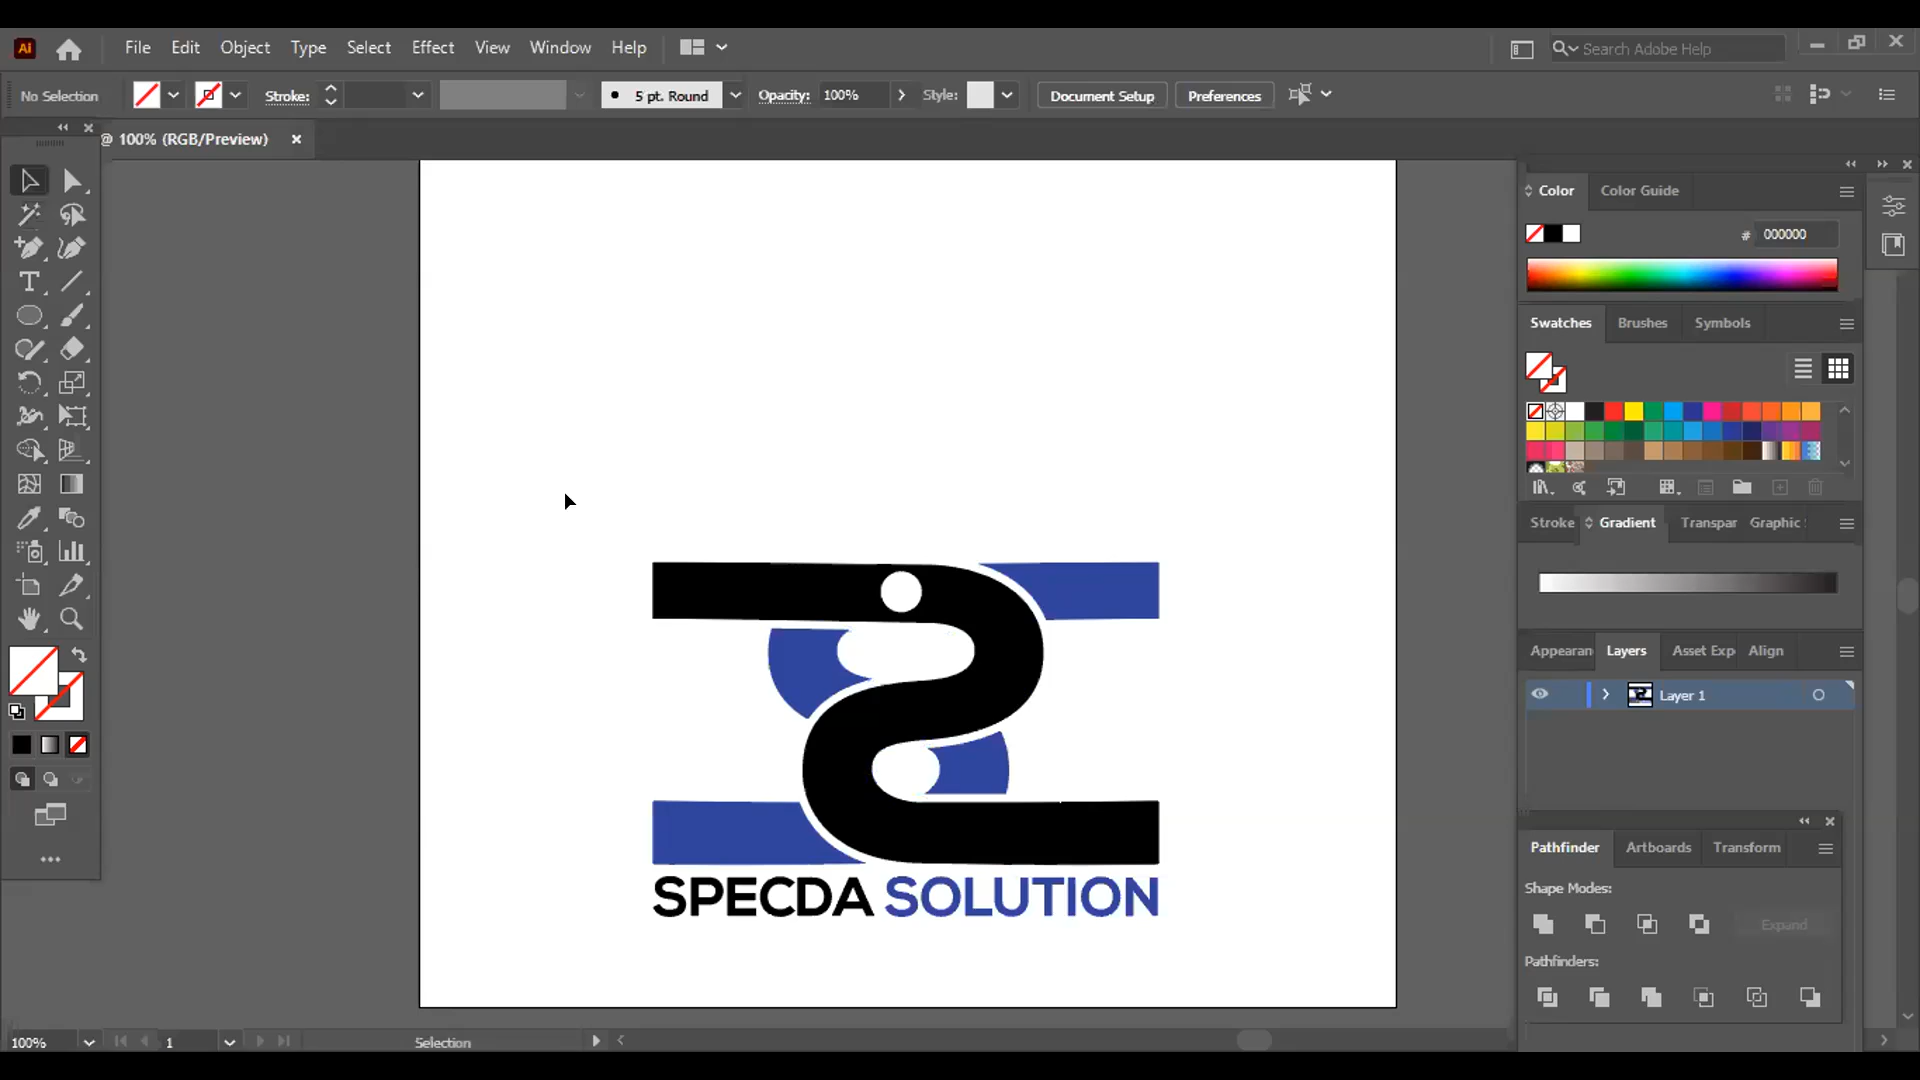 Ai File Edit Object Type Select Effect View Window Help Search Adobe Help
No Selection Stroke: 5 pt. Round Opacity: 100% Style: Document Setup Preferences
@ 100% (RGB/Preview)
Color Color Guide
# 000000
Swatches Brushes Symbols
Stroke Gradient Transpar Graphic
Appearan Layers Asset Exp Align
Layer 1
Pathfinder Artboards Transform
Shape Modes:
Expand
Pathfinders:
SPECDA SOLUTION
100% 1 Selection